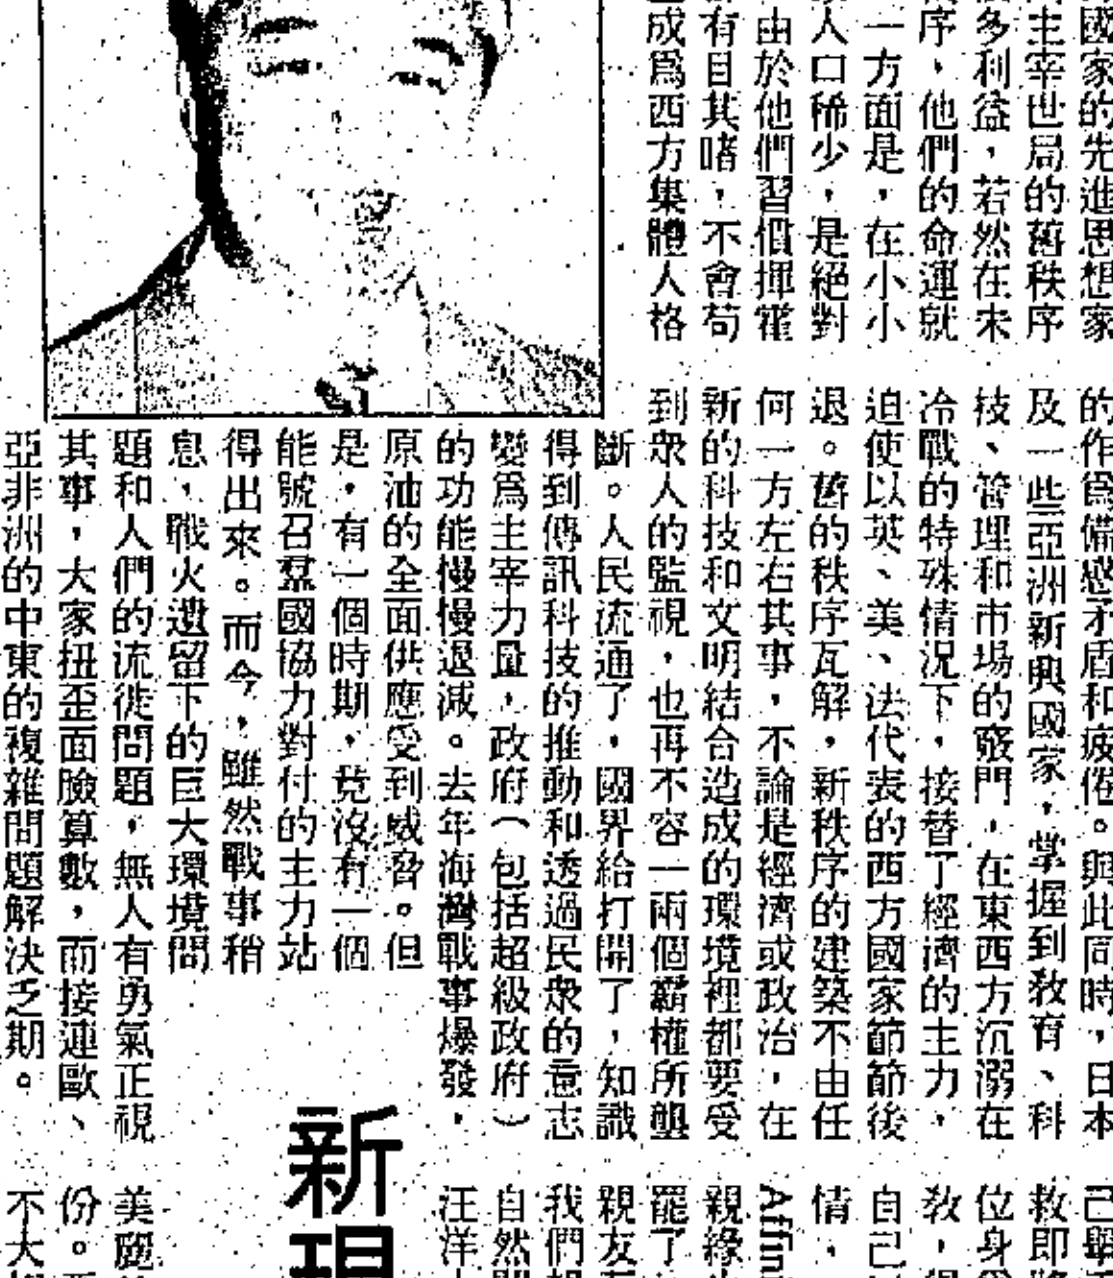 國家的先進思想家
主宰世局的舊秩序
多利益，若然在未
序，他們的命運就
一方面是，在小小
人口稀少，是絕對
由於他們習慣揮霍
有目其睹，不會苟
成爲西方集體人格
的作爲備感矛盾和疲倦。與此同時，日本
及一些亞洲新興國家，掌握到教育、科
技、管理和市場的竅門，在東西方沉溺在
冷戰的特殊情況下，接替了經濟的主力，
迫使以英、美、法代表的西方國家節節後
退。舊的秩序瓦解，新秩序的建築不由任
何一方左右其事，不論是經濟或政治，在
新的科技和文明結合造成的環境裡都要受
到衆人的監視，也再不容一兩個霸權所壟
斷。人民流通了，國界給打開了，知識
得到傳訊科技的推動和透過民衆的意志
變爲主宰力量，政府（包括超級政府）
的功能慢慢退減。去年海灣戰事爆發，
原油的全面供應受到威脅。但
是，有一個時期，竟沒有一個
能號召羣國協力對付的主力站
得出來。而今，雖然戰事稍
息，戰火遺留下的巨大環境問
題和人們的流徙問題，無人有勇氣正視
其事，大家扭歪面臉算數，而接連歐、
亞非洲的中東的複雜問題解決乏期。
己
救即
位身
教，
自己
情，
Affin
親緣
罷了
親友
我們
自然
汪洋
新現
美麗
份。
不大